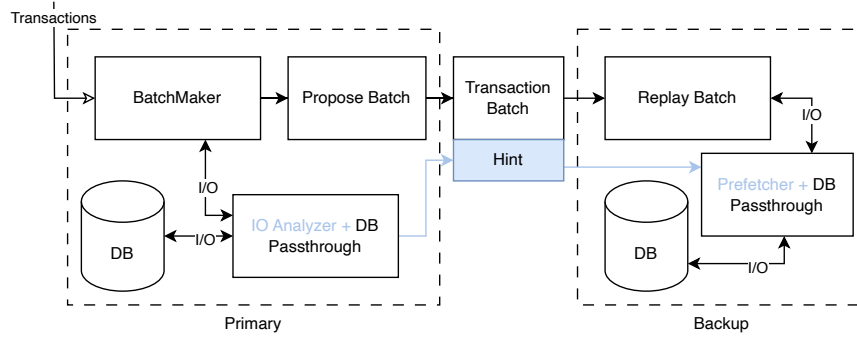 Transactions
BatchMaker
Propose Batch
Transaction
Batch
Hint
Replay Batch
I/O
I/O
DB
I/O
IO Analyzer + DB
Passthrough
Prefetcher + DB
Passthrough
DB
I/O
Primary
Backup